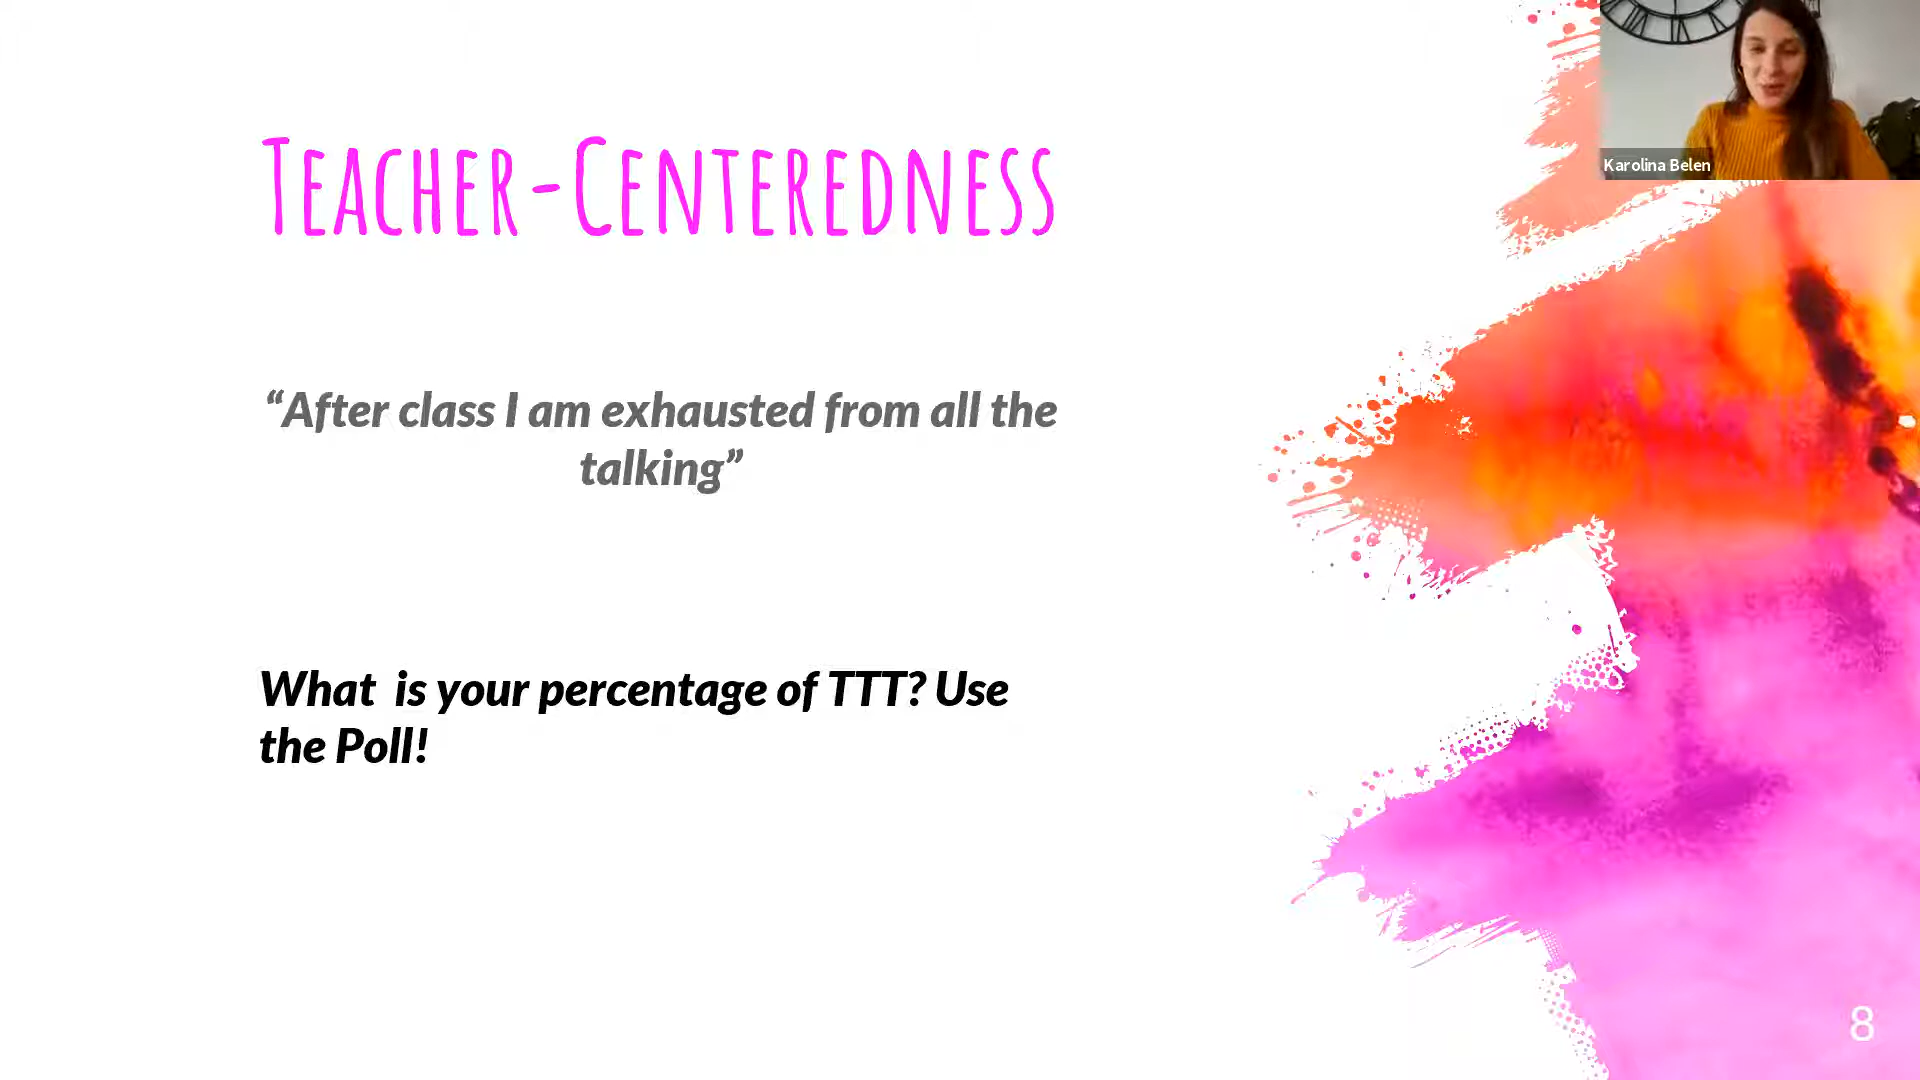 Karolina Belen
Teacher-Centeredness
“After class I am exhausted from all the
talking”
What  is your percentage of TTT? Use
the Poll!
8